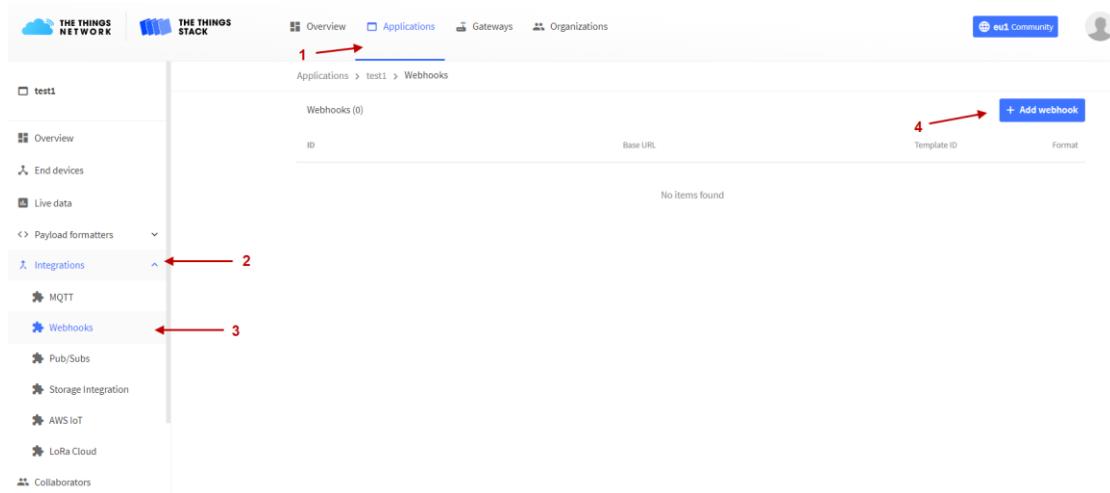 THE THINGS
NETWORK
THE THINGS
STACK
Overview
Applications
Gateways
Organizations
eu1 Community
1
Applications > test1 > Webhooks
test1
Webhooks (0)
+ Add webhook
4
ID
Base URL
Template ID
Format
No items found
Overview
End devices
Live data
<> Payload formatters
Integrations
2
MQTT
Webhooks
3
Pub/Subs
Storage Integration
AWS IoT
LoRa Cloud
Collaborators